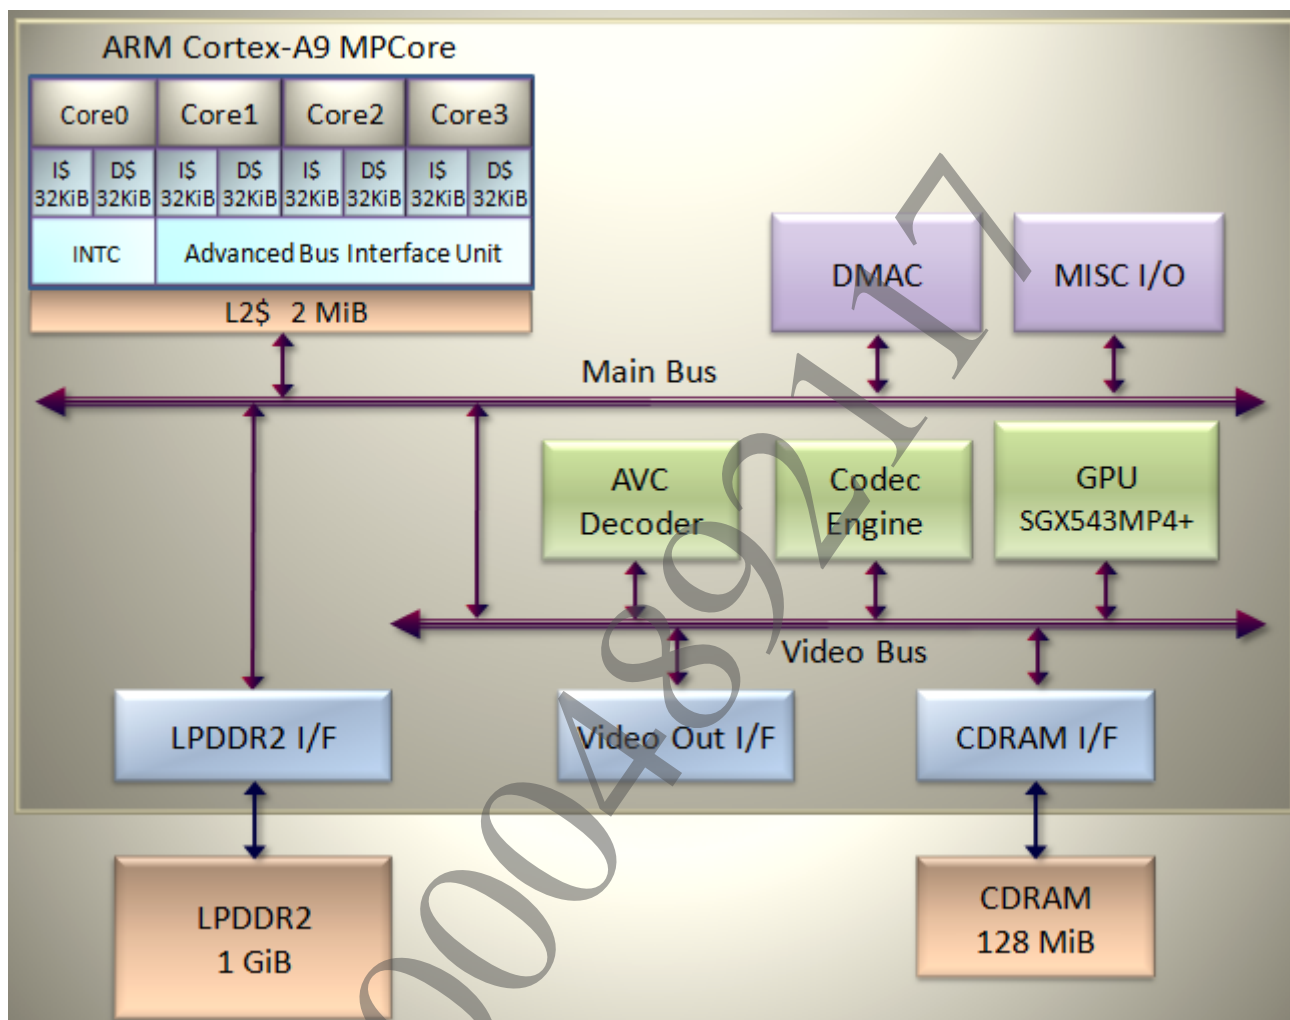 ARM Cortex-A9 MPCore
Core0 Core1 Core2 Core3
I$ D$ I$ D$ I$ D$ I$ D$
32KiB 32KiB 32KiB 32KiB 32KiB 32KiB 32KiB 32KiB
INTC Advanced Bus Interface Unit
L2$ 2 MiB
DMAC
MISC I/O
Main Bus
AVC
Decoder
Codec
Engine
GPU
SGX543MP4+
Video Bus
LPDDR2 I/F
Video Out I/F
CDRAM I/F
LPDDR2
1 GiB
CDRAM
128 MiB